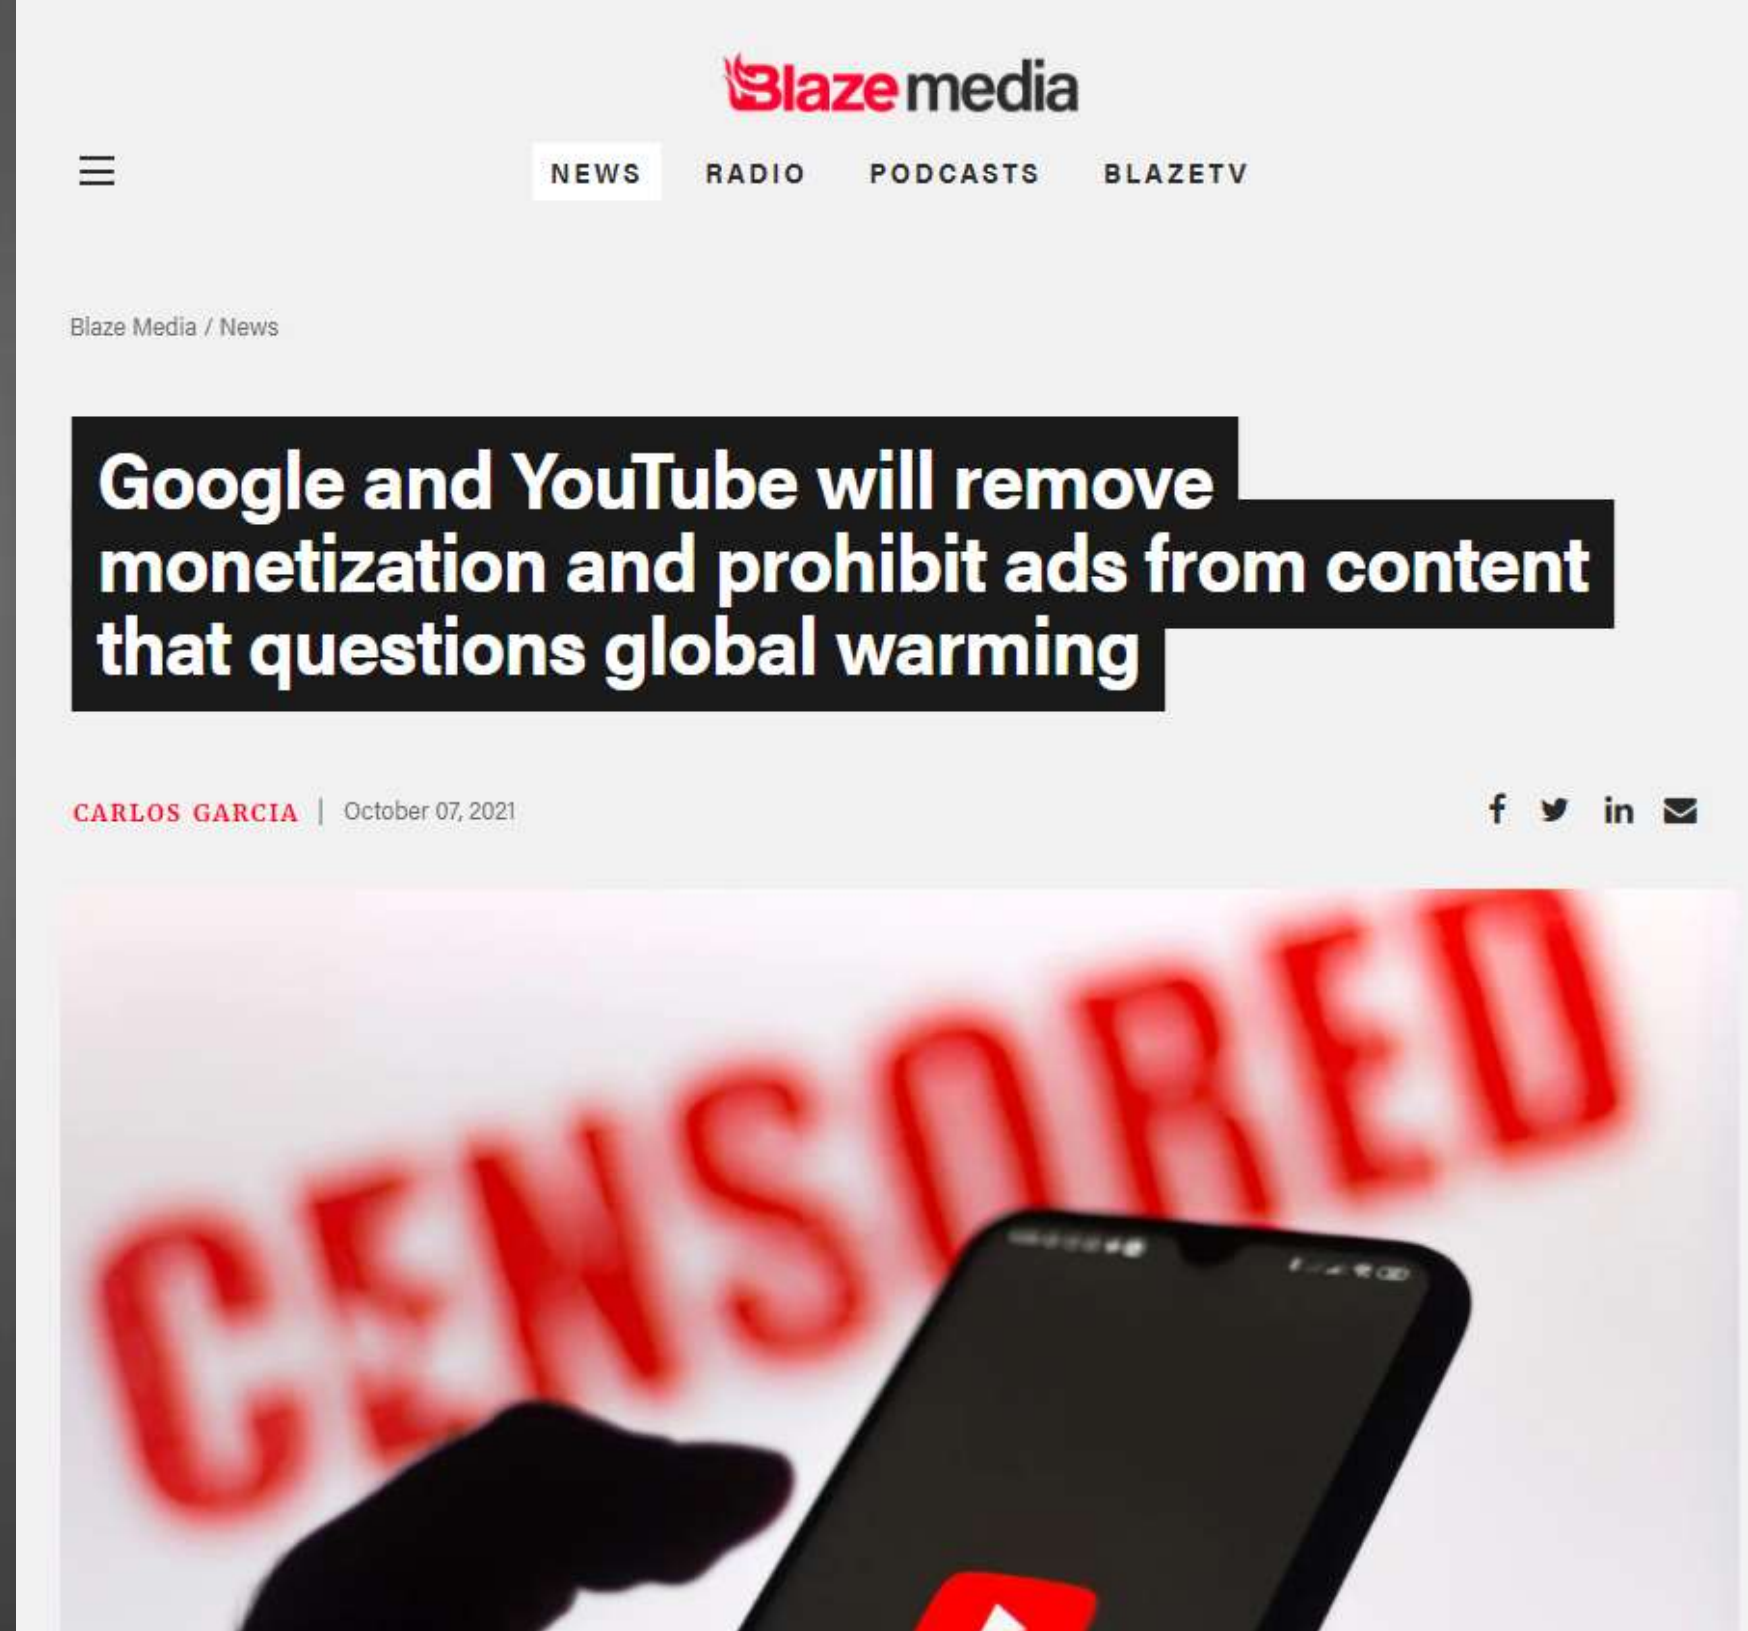 Blaze media
NEWS RADIO PODCASTS BLAZETV
Blaze Media / News
Google and YouTube will remove
monetization and prohibit ads from content
that questions global warming
CARLOS GARCIA | October 07, 2021
CENSORED